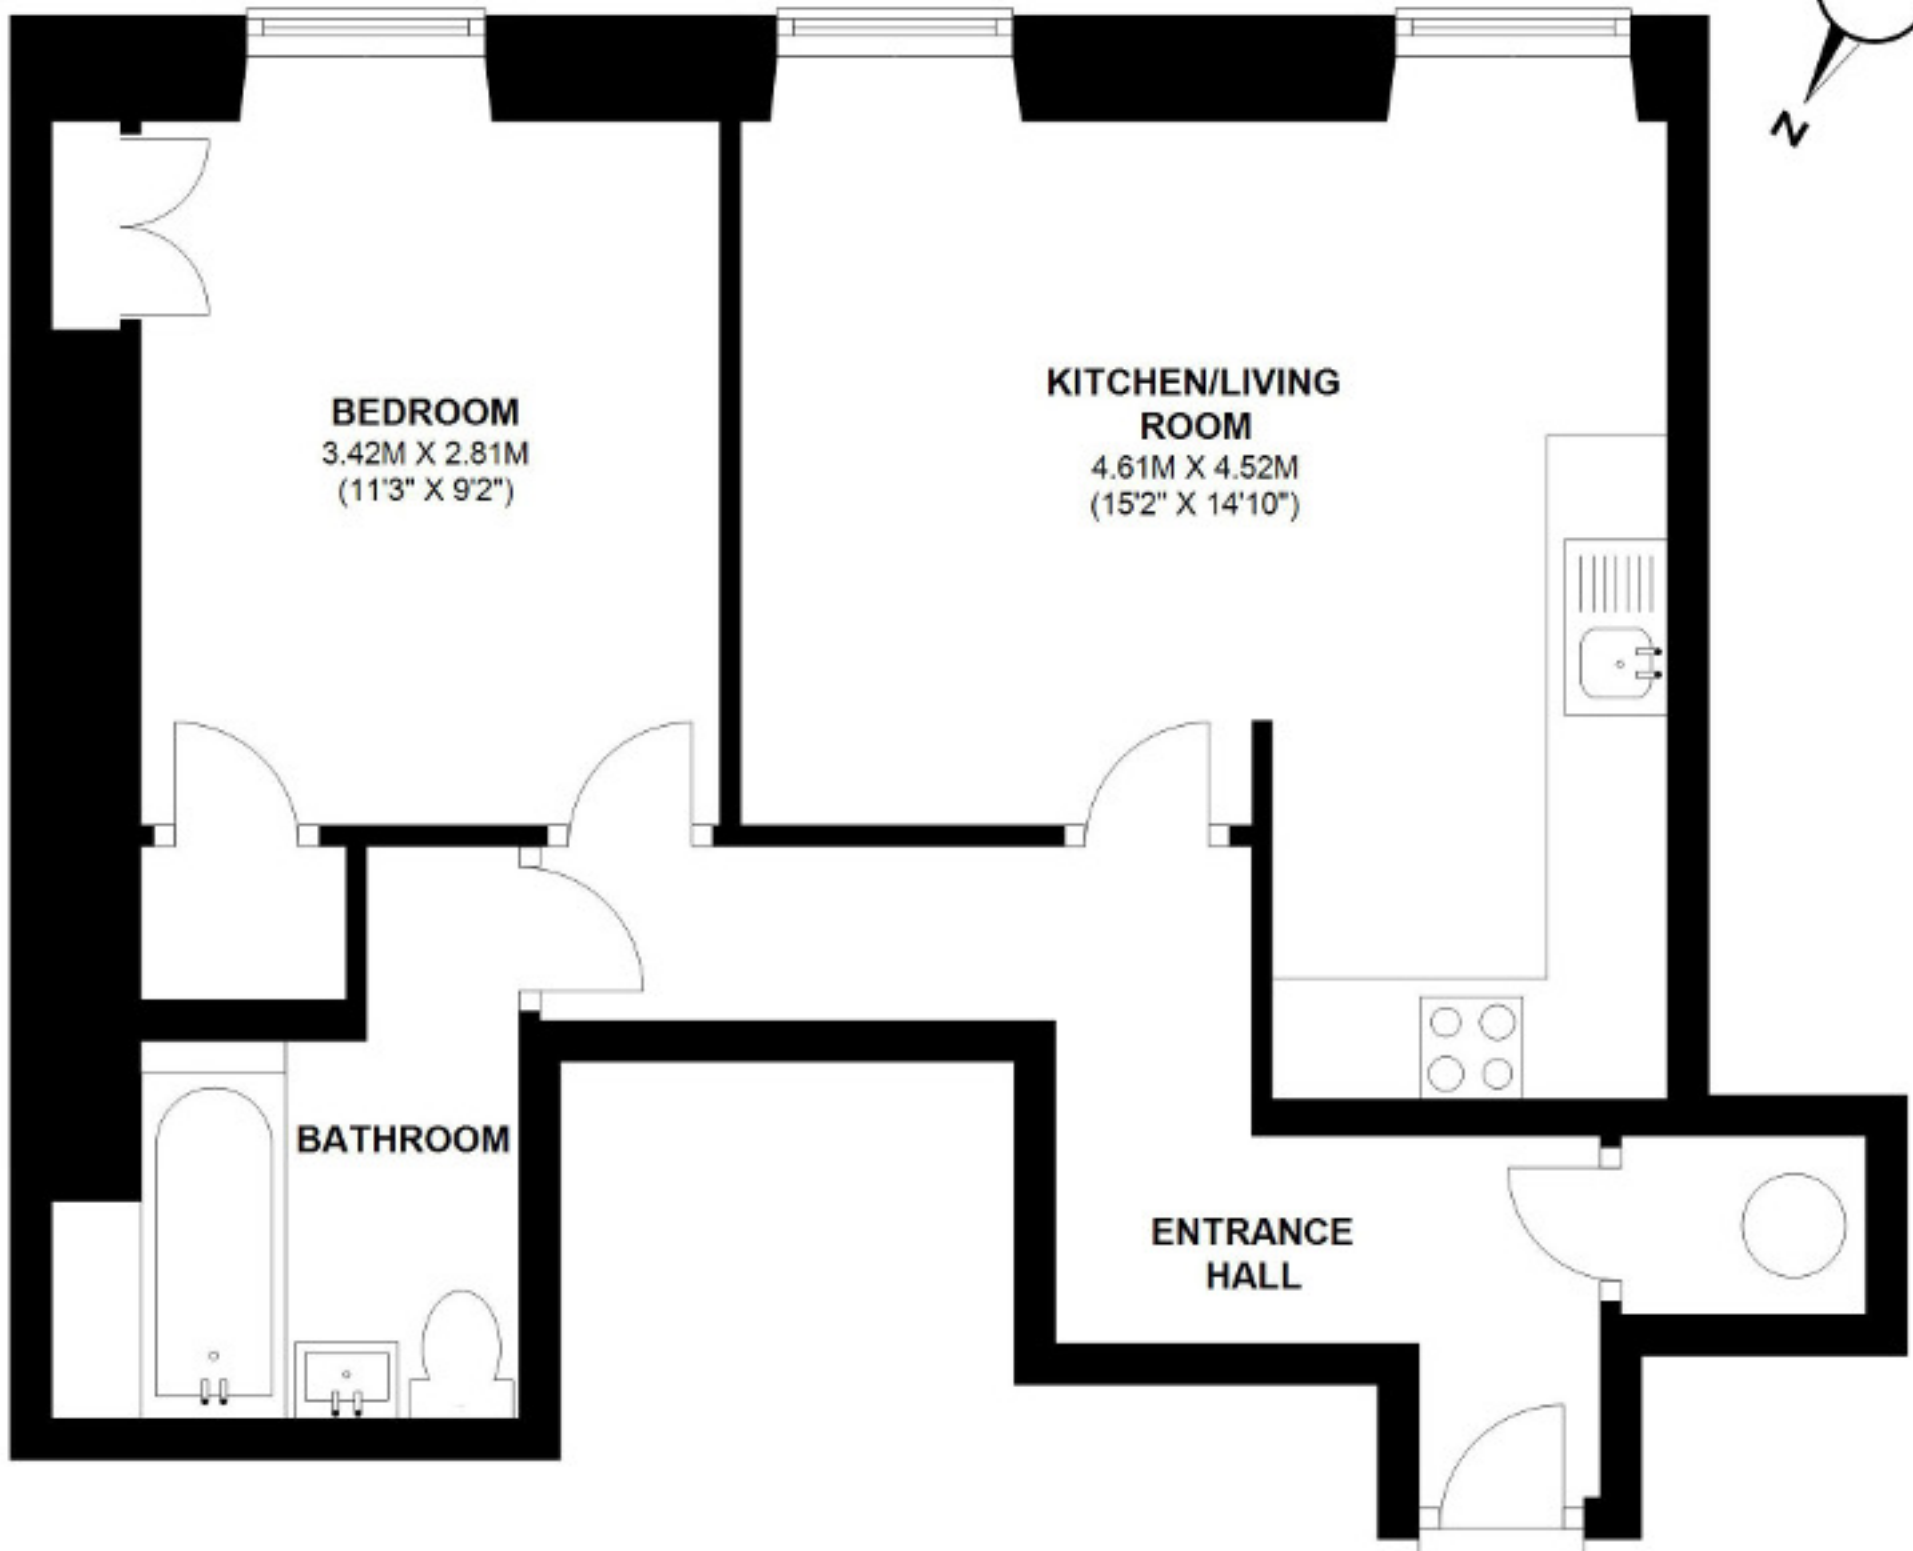 N
BEDROOM
3.42M X 2.81M
(11'3" X 9'2")
KITCHEN/LIVING
ROOM
4.61M X 4.52M
(15'2" X 14'10")
BATHROOM
ENTRANCE
HALL